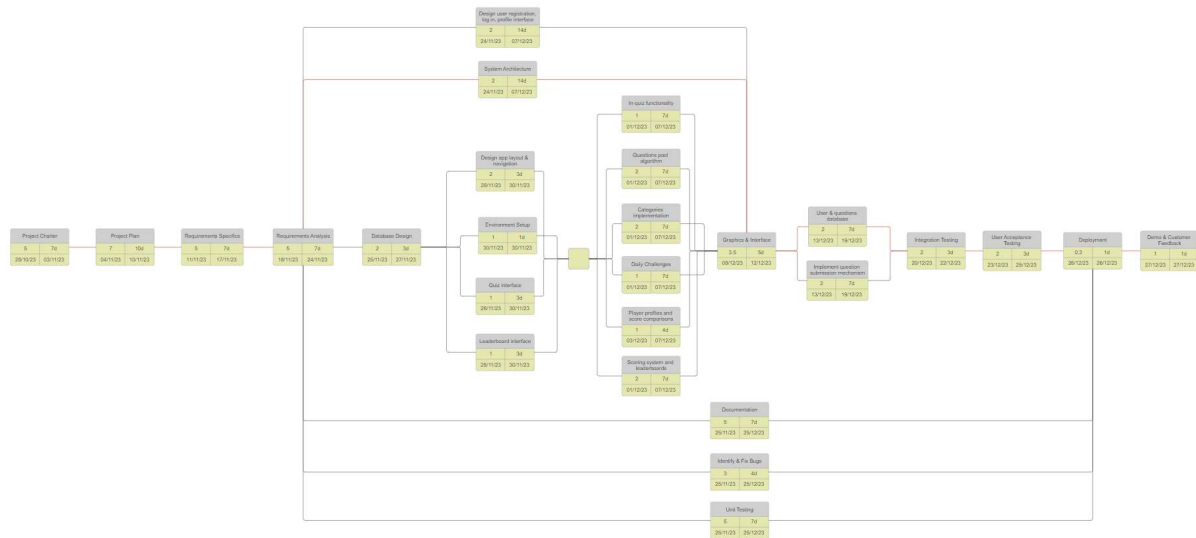 Design user registration,
log in, profile interface
2 14d
24/11/23 07/12/23
System Architecture
2 14d
24/11/23 07/12/23
In-quiz functionality
1 7d
01/12/23 07/12/23
Design app layout &
navigation
2 3d
28/11/23 30/11/23
Questions pool
algorithm
2 7d
01/12/23 07/12/23
Environment Setup
1 1d
30/11/23 30/11/23
Categories
implementation
2 7d
01/12/23 07/12/23
User & questions
database
2 7d
13/12/23 19/12/23
Project Charter
6 7d
03/11/23
Project Plan
7 10d
04/11/23 10/11/23
Requirements Specifics
5 7d
11/11/23 17/11/23
Requirements Analysis
5 7d
18/11/23 24/11/23
Database Design
2 3d
25/11/23 27/11/23
Graphics & Interface
5d
12/12/23
Integration Testing
2 3d
20/12/23 22/12/23
User Acceptance
Testing
2 3d
23/12/23
Deployment
1d
26/12/23 26/12/23
Demo & Customer
Feedback
1 1d
27/12/23 27/12/23
Quiz interface
1 3d
28/11/23 30/11/23
Daily Challenges
1 7d
01/12/23 07/12/23
Implement question
submission mechanism
2 7d
13/12/23 19/12/23
Leaderboard interface
1 3d
28/11/23 30/11/23
Player profiles and
score comparisons
1 4d
03/12/23 07/12/23
Scoring system and
leaderboards
2 7d
01/12/23 07/12/23
Documentation
5 7d
25/11/23 25/12/23
Identify & Fix Bugs
3 4d
25/11/23 25/12/23
Unit Testing
5 7d
25/11/23 25/12/23